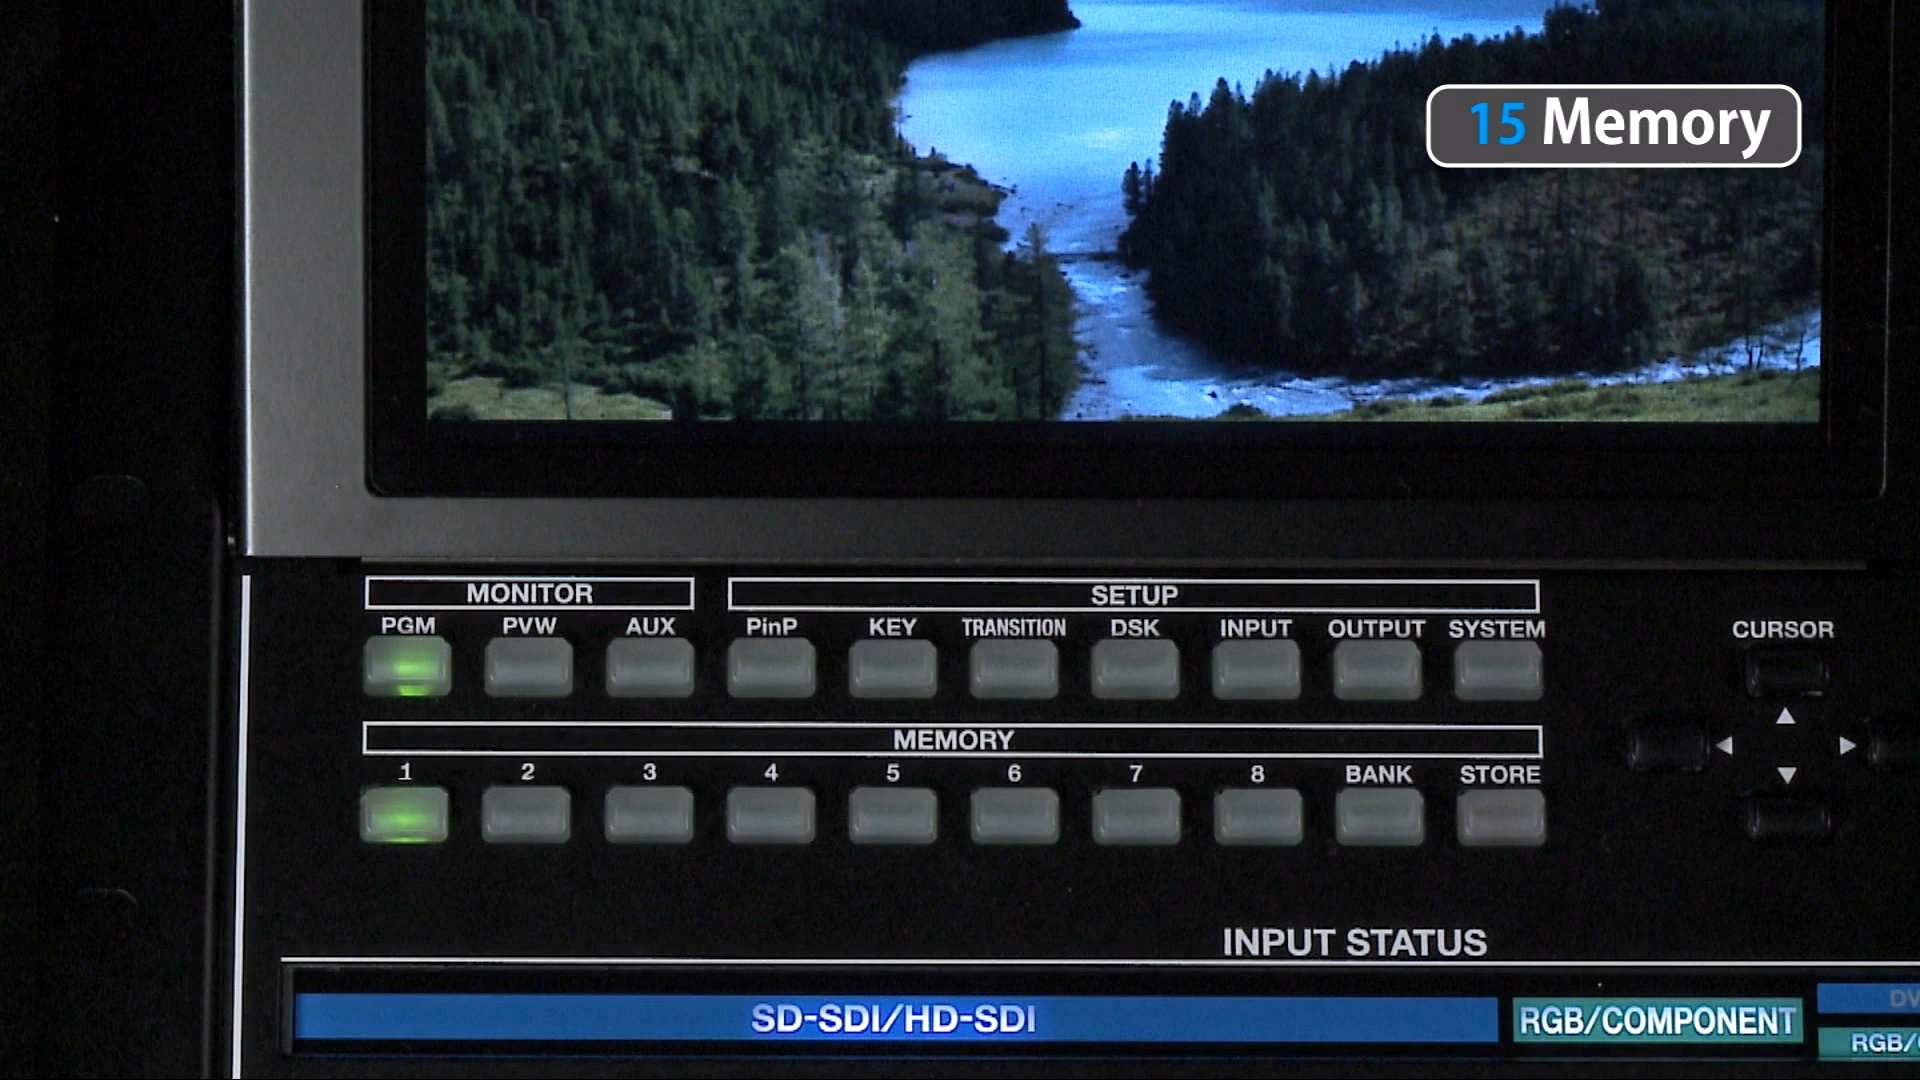 15 Memory
MONITOR
SETUP
PGM PVW AUX PinP KEY TRANSITION DSK INPUT OUTPUT SYSTEM
CURSOR
MEMORY
1 2 3 4 5 6 7 8 BANK STORE
INPUT STATUS
SD-SDI/HD-SDI
RGB/COMPONENT
RGB/